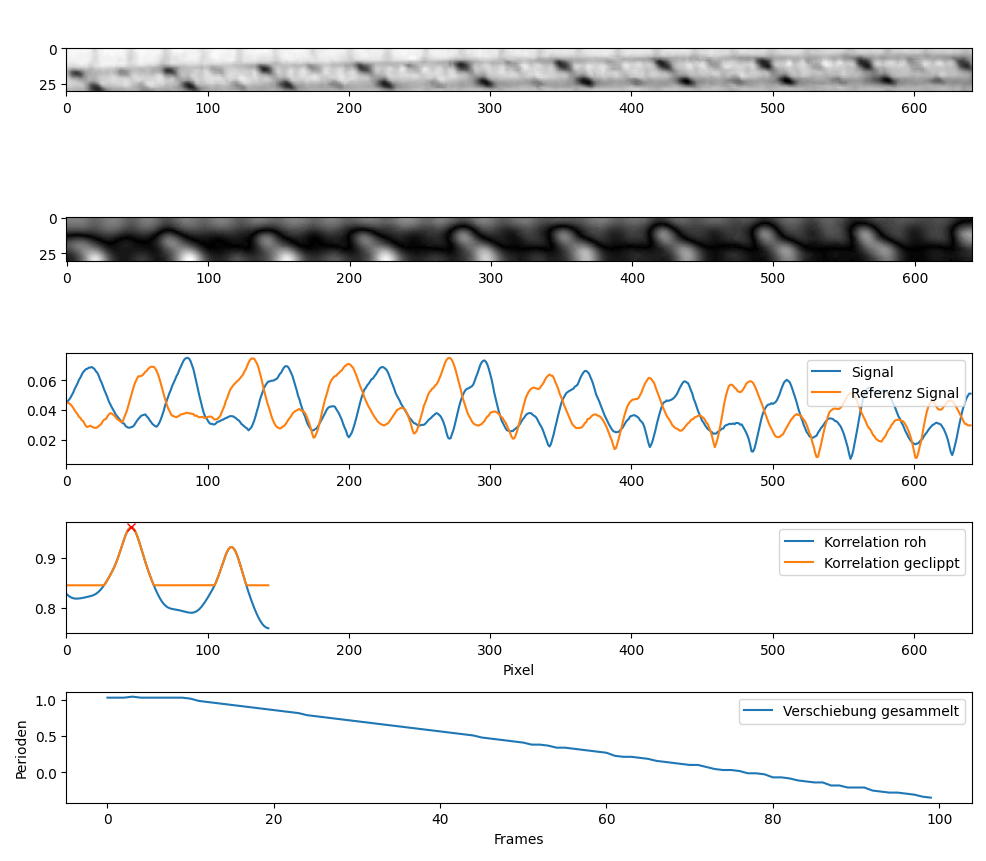 0
25
0 100 200 300 400 500 600
0
25
0 100 200 300 400 500 600
0.06
0.04
0.02
Signal
Referenz Signal
0 100 200 300 400 500 600
0.9
0.8
Korrelation roh
Korrelation geclippt
0 100 200 300 400 500 600
Pixel
Perioden
1.0
0.5
0.0
Verschiebung gesammelt
0 20 40 60 80 100
Frames